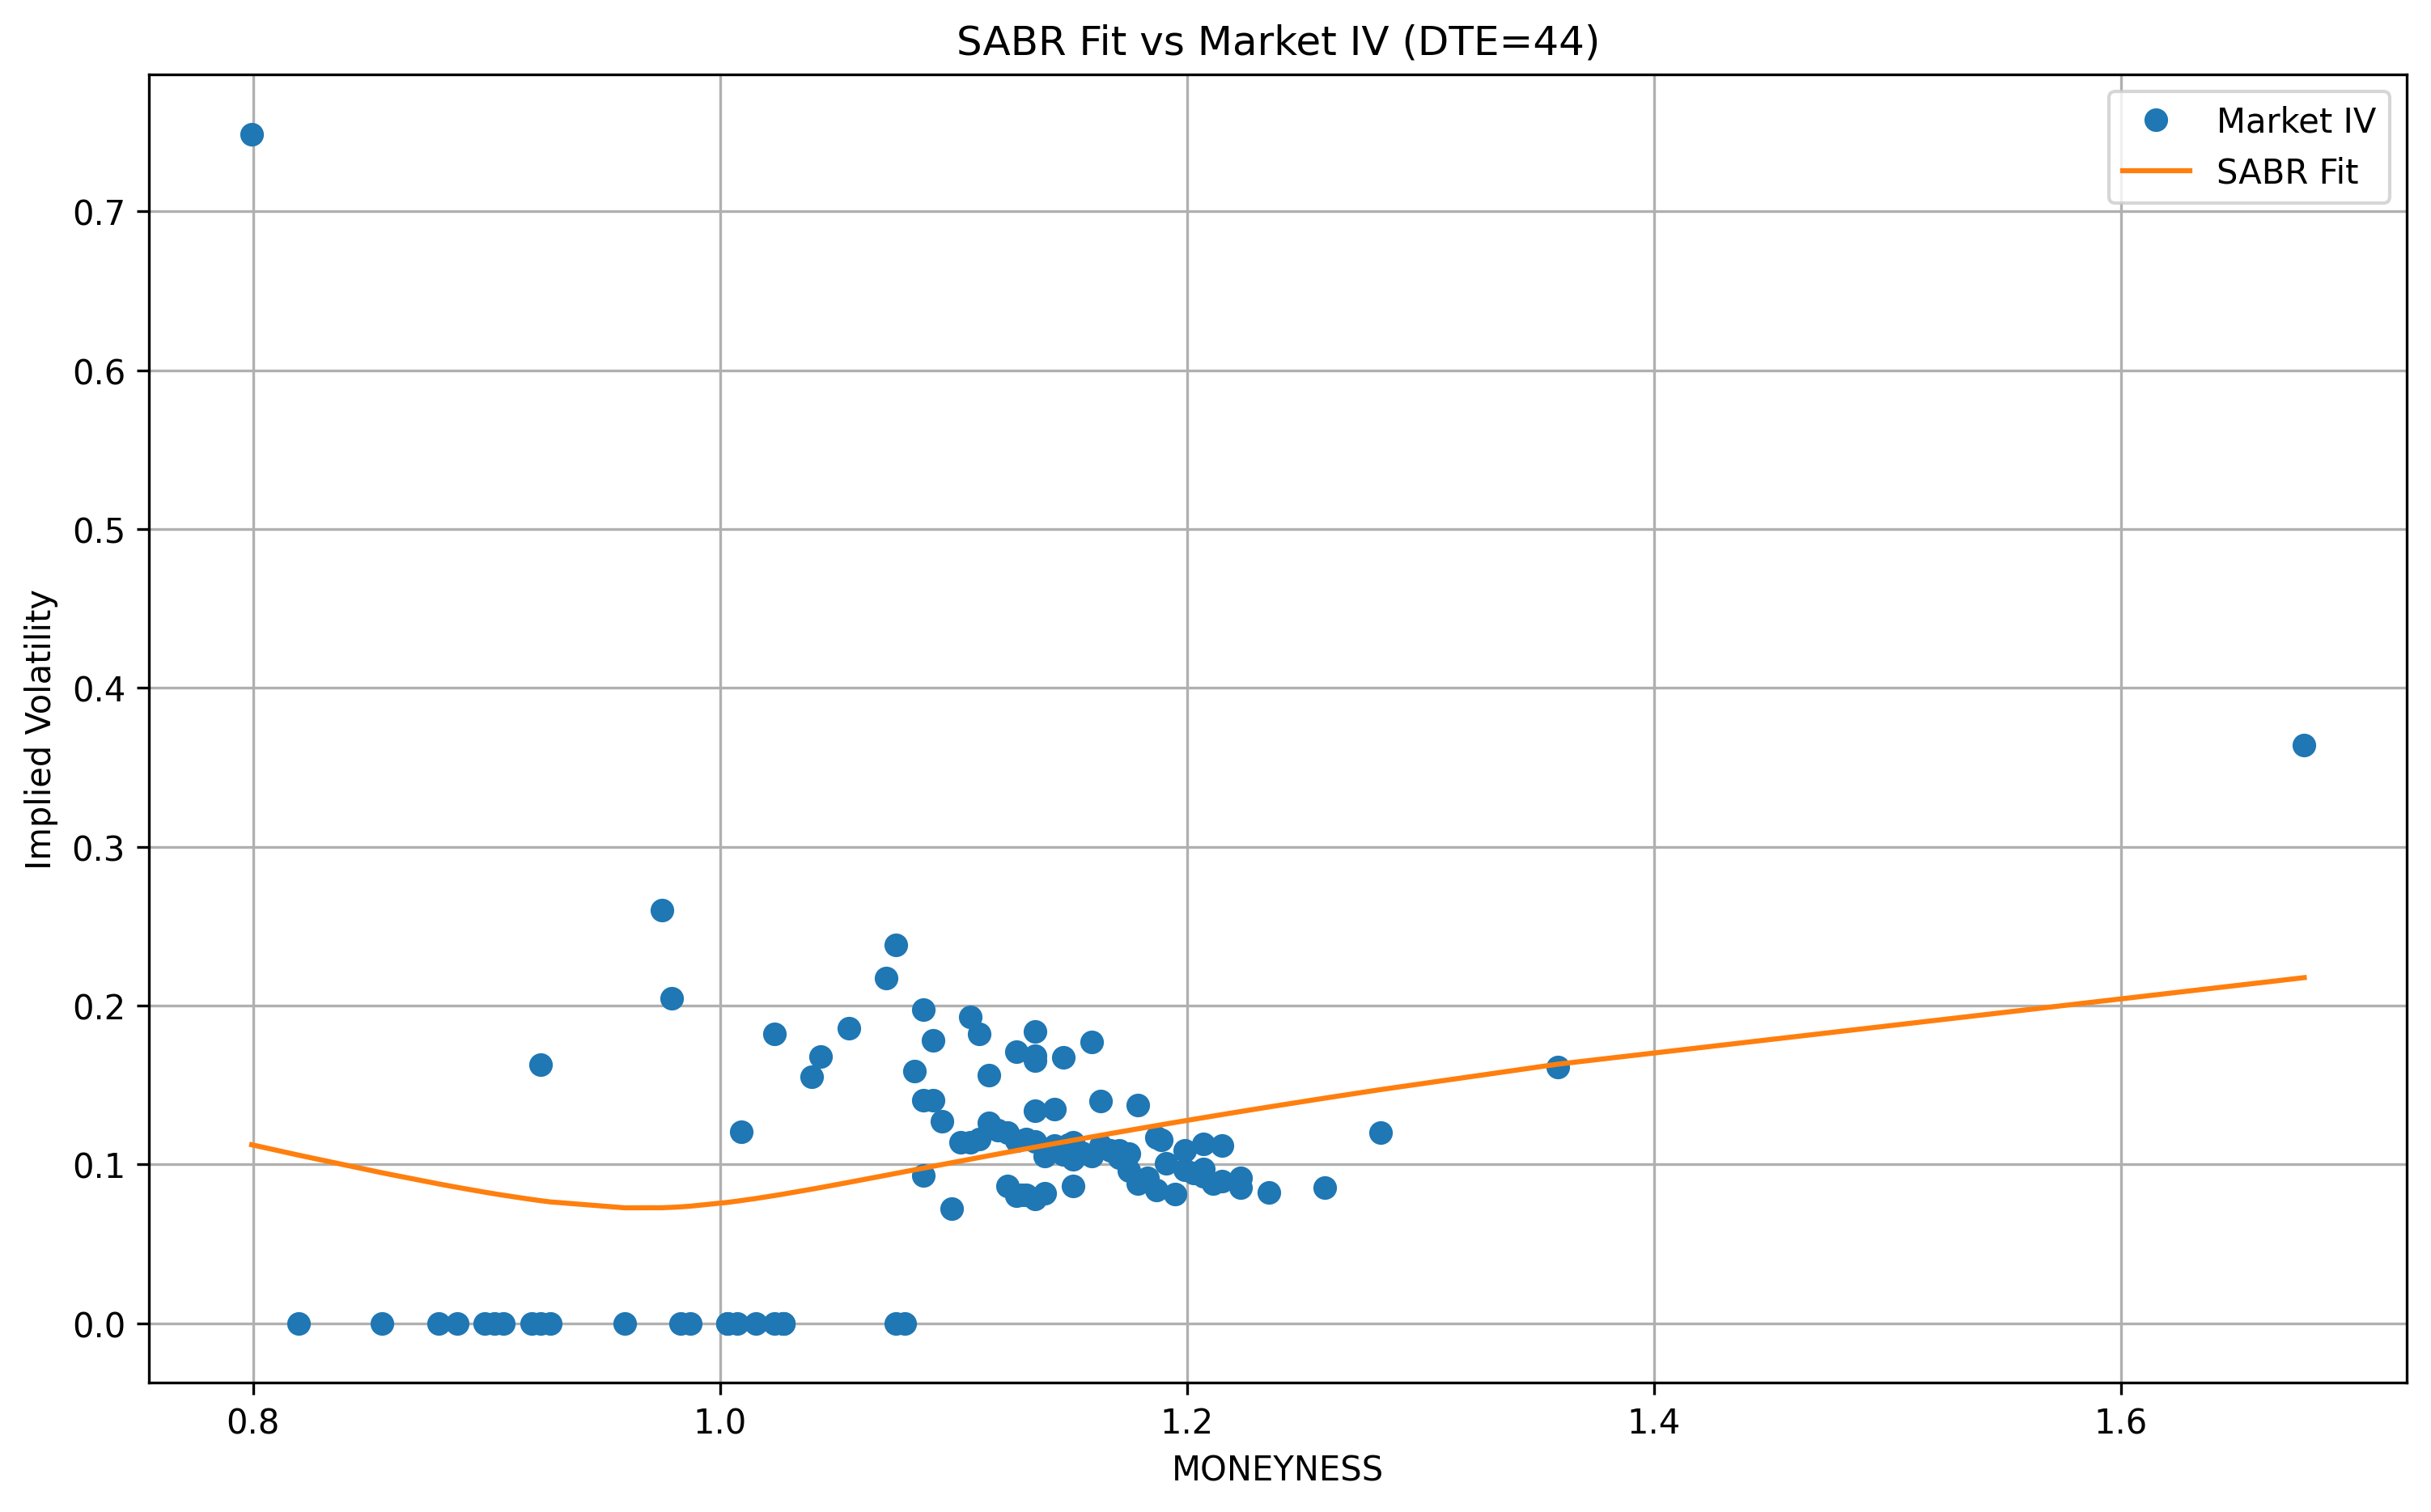 SABR Fit vs Market IV (DTE=44)
Market IV
SABR Fit
Implied Volatility
0.7
0.6
0.5
0.4
0.3
0.2
0.1
0.0
0.8 1.0 1.2 1.4 1.6
MONEYNESS